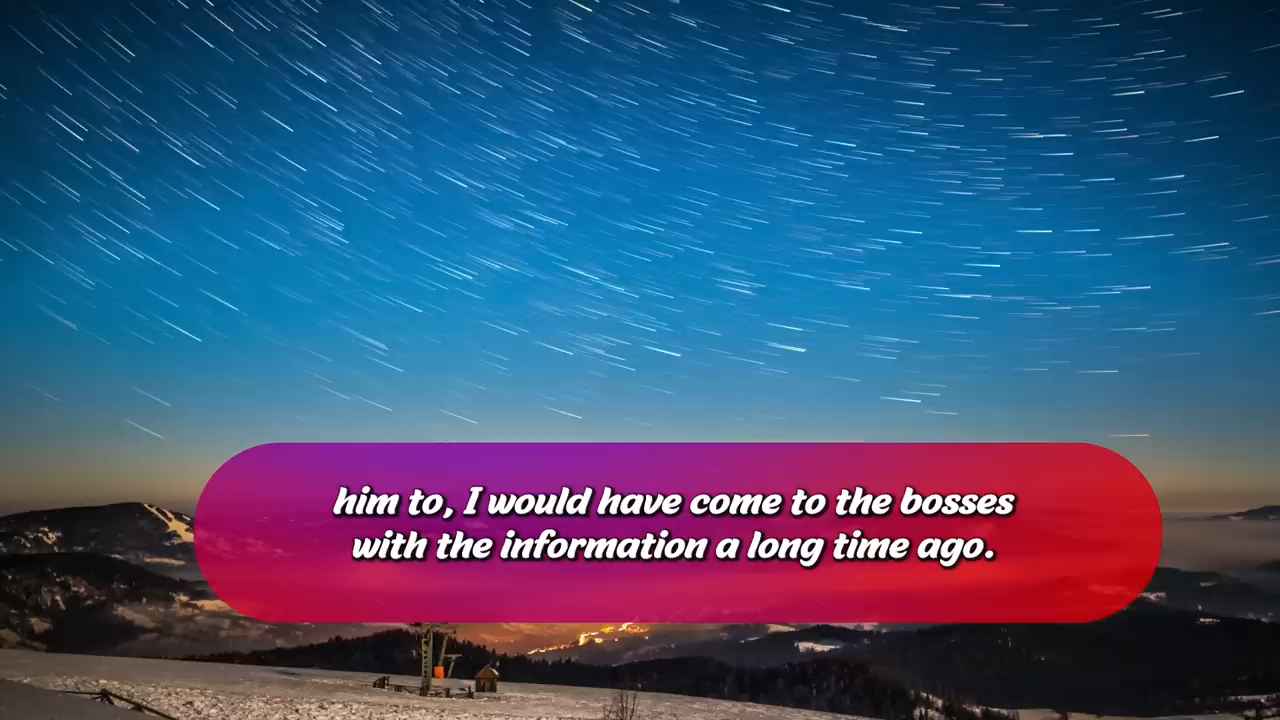 him to, I would have come to the bosses
with the information a long time ago.